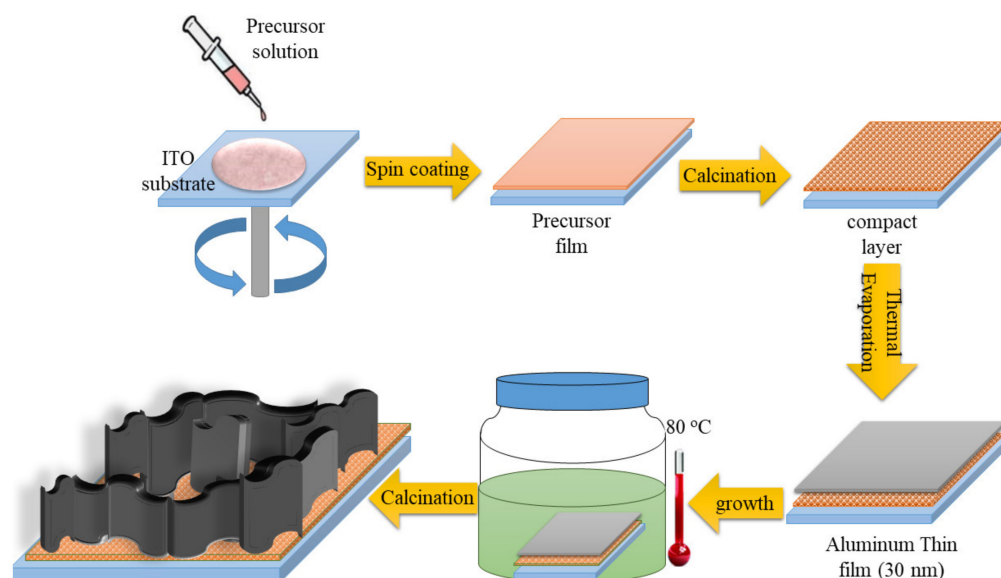 Precursor
solution
ITO
substrate
Spin coating
Precursor
film
Calcination
compact
layer
Thermal
Evaporation
Aluminum Thin
film (30 nm)
growth
80 °C
Calcination